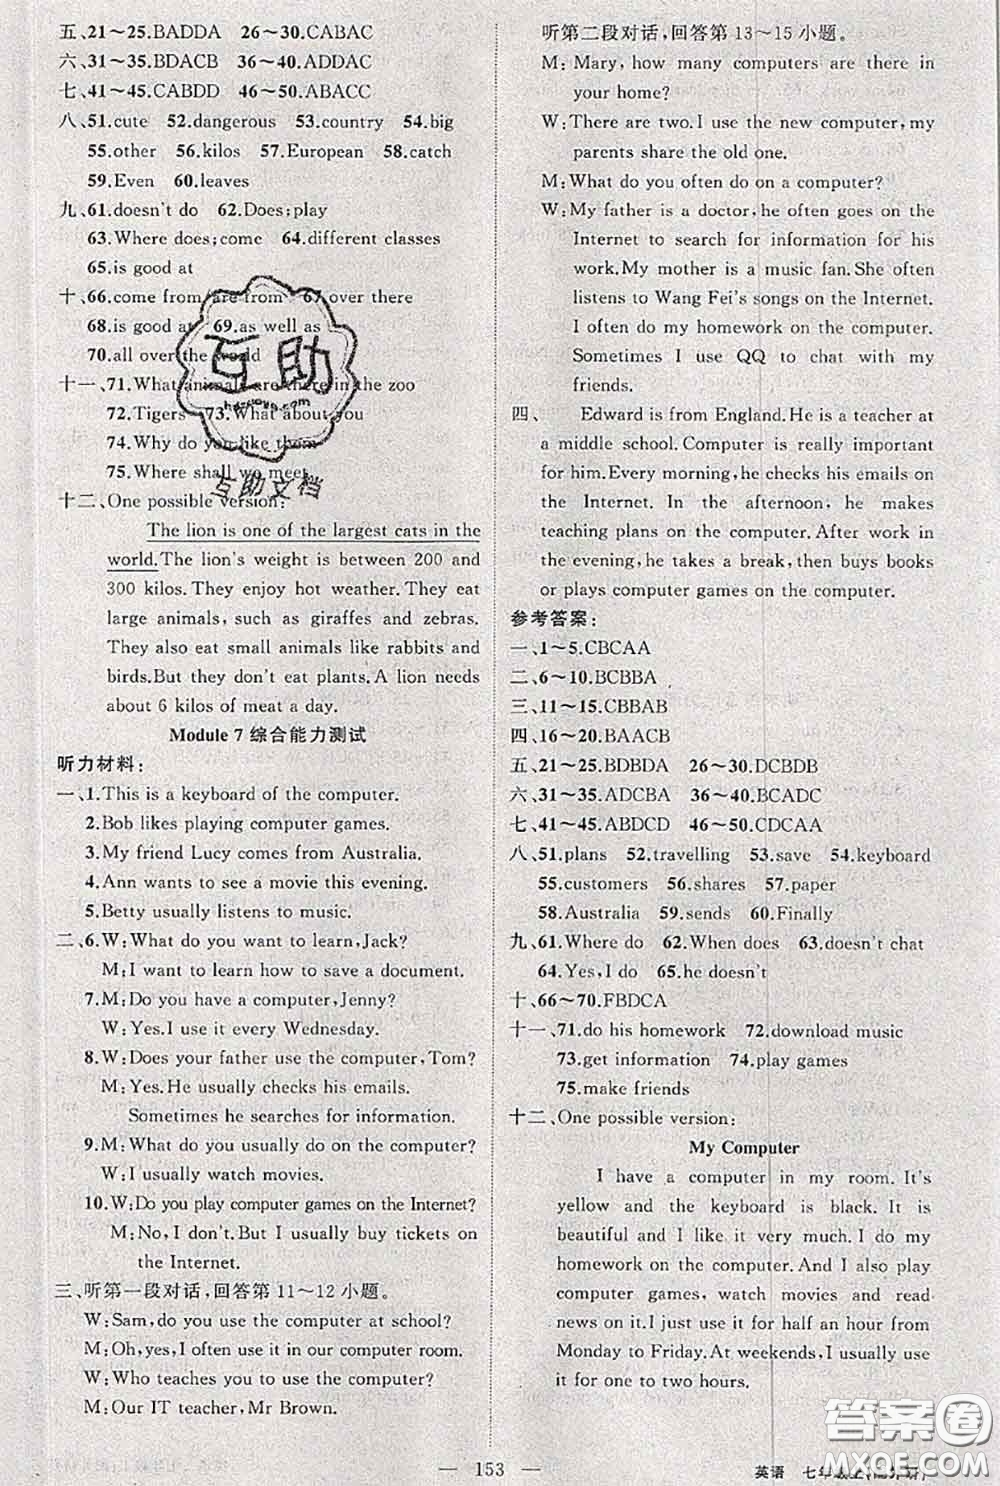 五、21～25.BADDA 26～30.CABAC
六、31～35.BDACB 36～40.ADDAC
七、41～45.CABDD 46～50.ABACC
八、51.cute 52.dangerous 53.country 54.big
55.other 56.kilos 57.European 58.catch
59.Even 60.leaves
九、61.doesn't do 62.Does;play
63.Where does;come 64.different classes
65.is good at
十、66.come from/are from 67.over there
68.is good at 69.as well as
70.all over the world
十一、71.What animals are there in the zoo
72.Tigers 73.What about you
74.Why do you like them
75.Where shall we meet
十二、One possible version:
The lion is one of the largest cats in the
world.The lion's weight is between 200 and
300 kilos.They enjoy hot weather.They eat
large animals,such as giraffes and zebras.
They also eat small animals like rabbits and
birds.But they don't eat plants.A lion needs
about 6 kilos of meat a day.
Module 7 综合能力测试
听力材料:
一、1.This is a keyboard of the computer.
2.Bob likes playing computer games.
3.My friend Lucy comes from Australia.
4.Ann wants to see a movie this evening.
5.Betty usually listens to music.
二、6.W:What do you want to learn,Jack?
M:I want to learn how to save a document.
7.M:Do you have a computer,Jenny?
W:Yes.I use it every Wednesday.
8.W:Does your father use the computer,Tom?
M:Yes.He usually checks his emails.
Sometimes he searches for information.
9.M:What do you usually do on the computer?
W:I usually watch movies.
10.W:Do you play computer games on the Internet?
M:No,I don't.But I usually buy tickets on
the Internet.
三、听第一段对话,回答第11～12小题。
W:Sam,do you use the computer at school?
M:Oh,yes,I often use it in our computer room.
W:Who teaches you to use the computer?
M:Our IT teacher,Mr Brown.
听第二段对话,回答第13～15小题。
M:Mary,how many computers are there in
your home?
W:There are two.I use the new computer,my
parents share the old one.
M:What do you often do on a computer?
W:My father is a doctor,he often goes on the
Internet to search for information for his
work.My mother is a music fan.She often
listens to Wang Fei's songs on the Internet.
I often do my homework on the computer.
Sometimes I use QQ to chat with my
friends.
四、Edward is from England.He is a teacher at
a middle school.Computer is really important
for him.Every morning,he checks his emails on
the Internet. In the afternoon, he makes
teaching plans on the computer.After work in
the evening,he takes a break,then buys books
or plays computer games on the computer.
参考答案:
一、1～5.CBCAA
二、6～10.BCBBA
三、11～15.CBBAB
四、16～20.BAACB
五、21～25.BDBDA 26～30.DCBDB
六、31～35.ADCBA 36～40.BCADC
七、41～45.ABDCD 46～50.CDCAA
八、51.plans 52.travelling 53.save 54.keyboard
55.customers 56.shares 57.paper
58.Australia 59.sends 60.Finally
九、61.Where do 62.When does 63.doesn't chat
64.Yes,I do 65.he doesn't
十、66～70.FBDCA
十一、71.do his homework 72.download music
73.get information 74.play games
75.make friends
十二、One possible version:
My Computer
I have a computer in my room. It's
yellow and the keyboard is black. It is
beautiful and I like it very much. I do my
homework on the computer.And I also play
computer games, watch movies and read
news on it.I just use it for half an hour from
Monday to Friday.At weekends,I usually use
it for one to two hours.
互助
互助文档
答案卷
MXQE.COM
— 153 —
英语 七年级上